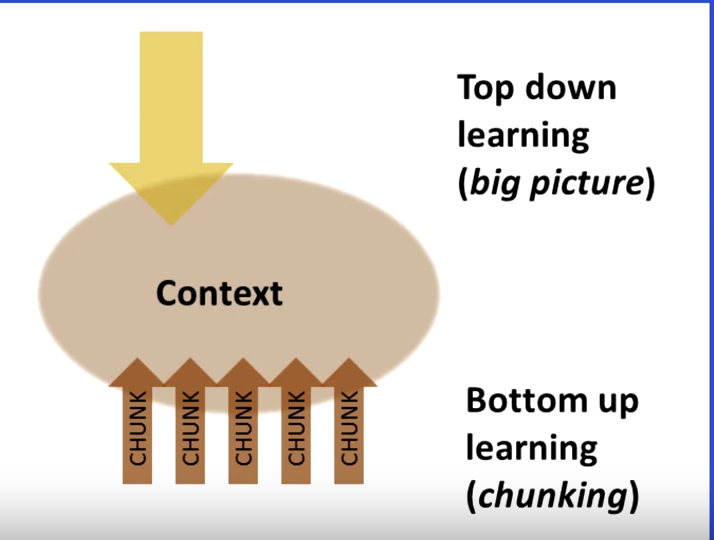 Top down
learning
(big picture)
Context
CHUNK
CHUNK
CHUNK
CHUNK
CHUNK
Bottom up
learning
(chunking)